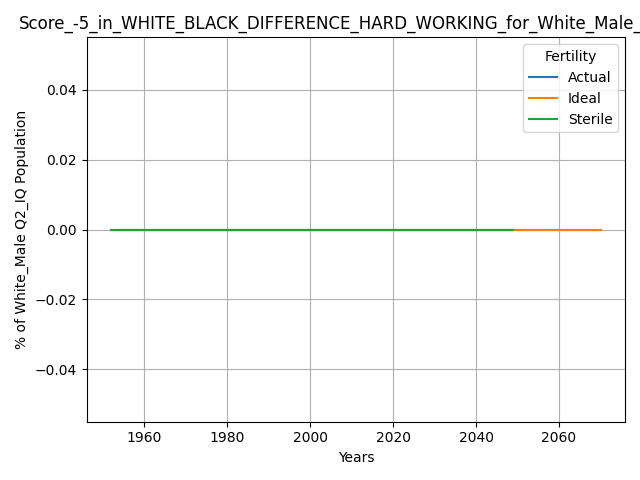 Score_-5_in_WHITE_BLACK_DIFFERENCE_HARD_WORKING_for_White_Male_
Fertility
Actual
Ideal
Sterile
% of White_Male Q2_IQ Population
0.04
0.02
0.00
−0.02
−0.04
1960 1980 2000 2020 2040 2060
Years